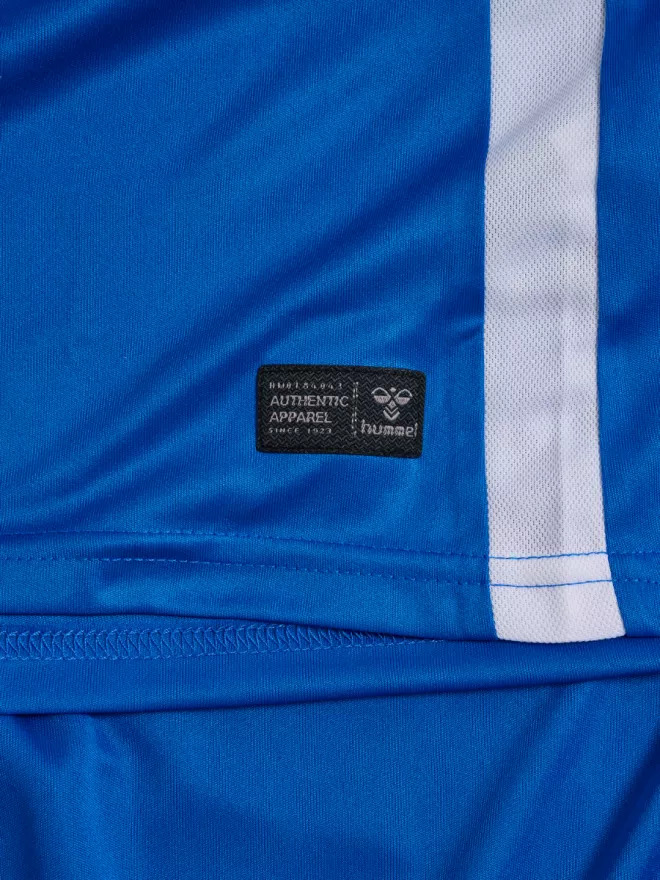 AUTHENTIC
APPAREL
SINCE 1923
hummel